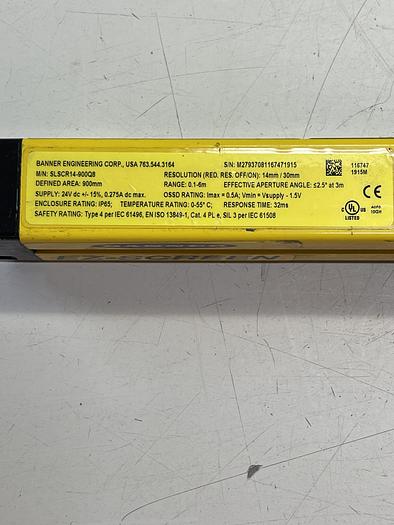 BANNER ENGINEERING CORP., USA 763.544.3164 S/N: M27937081167471915
M/N: SLSCR14-900Q8 RESOLUTION (RED. RES. OFF/ON): 14mm / 30mm
DEFINED AREA: 900mm RANGE: 0.1-6m EFFECTIVE APERTURE ANGLE: ≤2.5° at 3m
SUPPLY: 24V dc +/- 15%, 0.275A dc max. OSSD RATING: Imax = 0.5A; Vmin = Vsupply - 1.5V
ENCLOSURE RATING: IP65; TEMPERATURE RATING: 0-55° C; RESPONSE TIME: 32ms
SAFETY RATING: Type 4 per IEC 61496, EN ISO 13849-1, Cat. 4 PL e, SIL 3 per IEC 61508
116747
1915M
CE
C UL US
LISTED
EZ-SCREEN